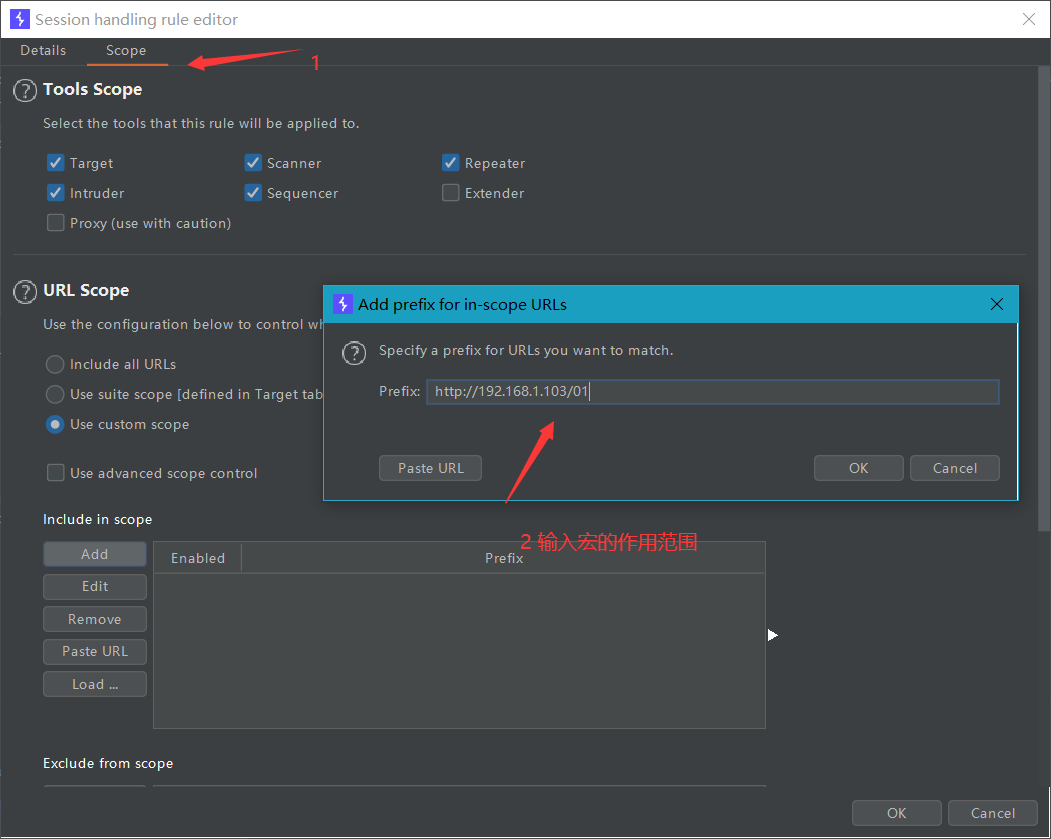 Session handling rule editor
Details
Scope
1
Tools Scope
Select the tools that this rule will be applied to.
Target
Scanner
Repeater
Intruder
Sequencer
Extender
Proxy (use with caution)
URL Scope
Use the configuration below to control
Include all URLs
Use suite scope [defined in Target tab
Use custom scope
Use advanced scope control
Add prefix for in-scope URLs
Specify a prefix for URLs you want to match.
Prefix: http://192.168.1.103/01
Paste URL
OK
Cancel
2 输入宏的作用范围
Include in scope
Add
Edit
Remove
Paste URL
Load ...
Enabled
Prefix
Exclude from scope
OK
Cancel